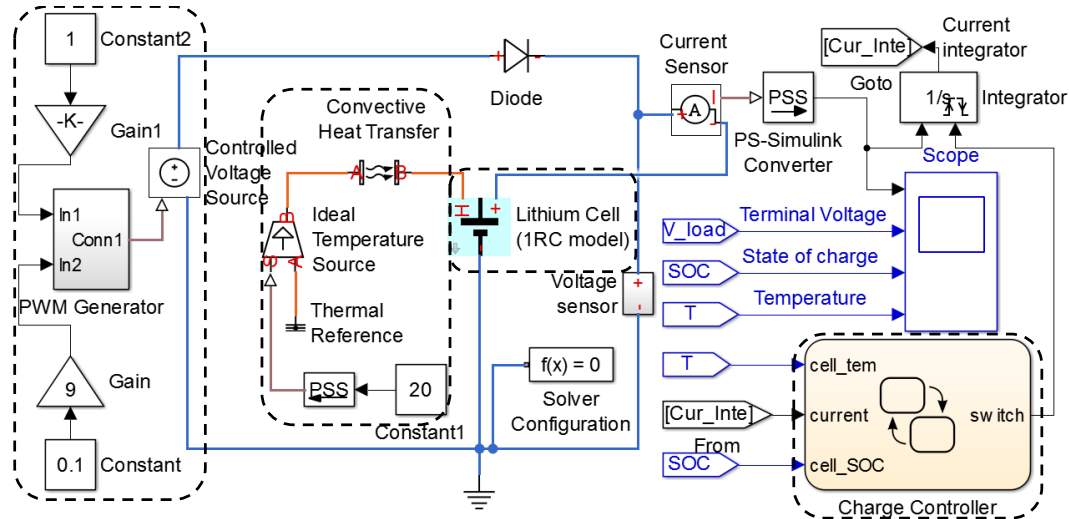 1
Constant2
-K-
Gain1
Controlled
Voltage
Source
In1
Conn1
In2
PWM Generator
9
Gain
0.1
Constant
Convective
Heat Transfer
A
B
B
S
A
Ideal
Temperature
Source
Thermal
Reference
PSS
20
Constant1
+
-
Diode
H
+
-
Lithium Cell
(1RC model)
Voltage
sensor
+
-
f(x) = 0
Solver
Configuration
Current
Sensor
+
A
I
-
PSS
PS-Simulink
Converter
[Cur_Inte]
Goto
Current
integrator
1/s
Integrator
Scope
V_load
Terminal Voltage
SOC
State of charge
T
Temperature
T
[Cur_Inte]
From
SOC
cell_tem
current
cell_SOC
switch
Charge Controller